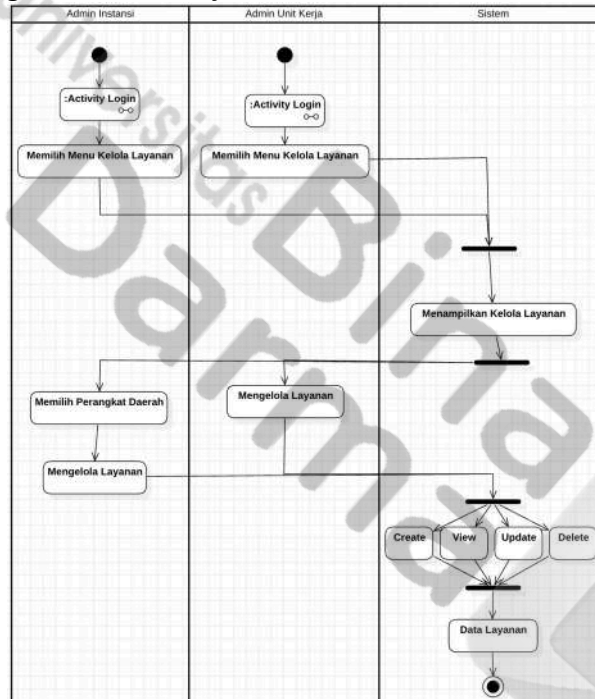 Admin Instansi
Admin Unit Kerja
Sistem
:Activity Login
:Activity Login
Memilih Menu Kelola Layanan
Memilih Menu Kelola Layanan
Menampilkan Kelola Layanan
Memilih Perangkat Daerah
Mengelola Layanan
Mengelola Layanan
Create
View
Update
Delete
Data Layanan
Universitas
Bina
Darma